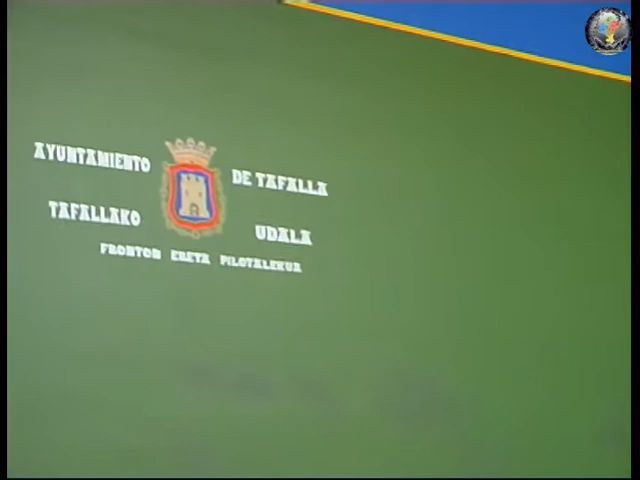 AYUNTAMIENTO DE TAFALLA
TAFALLAKO UDALA
FRONTON ERETA PILOTALEKUA